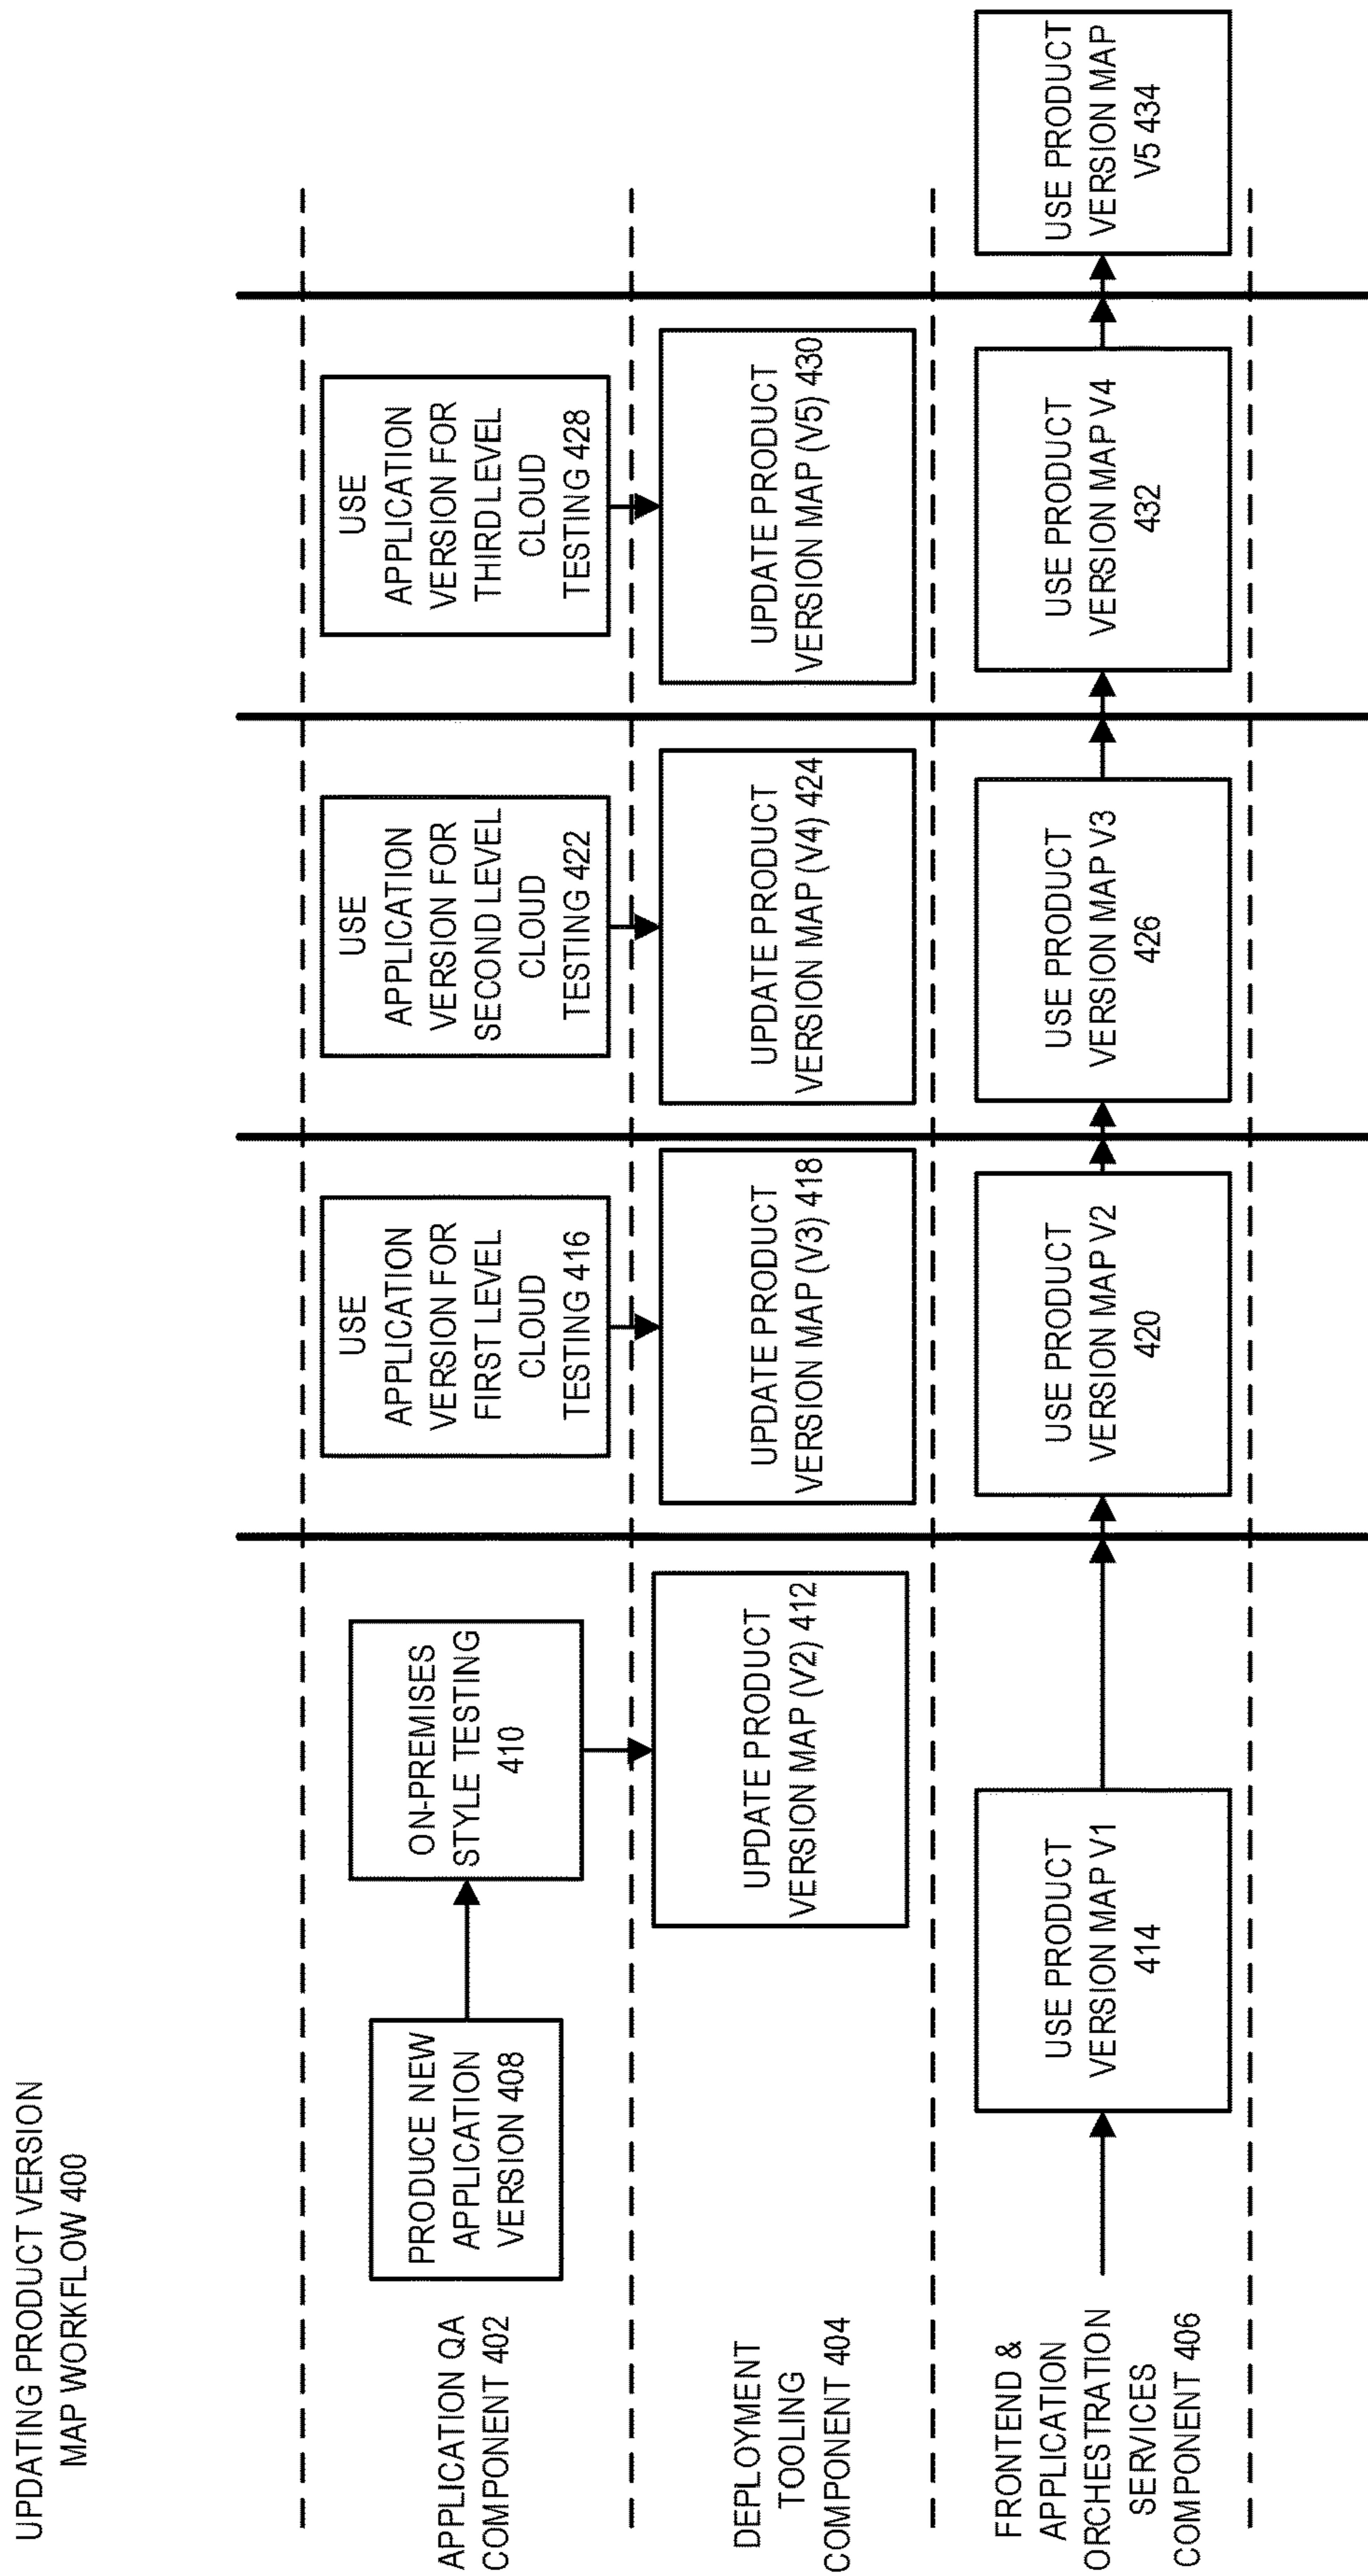 UPDATING PRODUCT VERSION
MAP WORKFLOW 400
APPLICATION QA
COMPONENT 402
PRODUCE NEW
APPLICATION
VERSION 408
ON-PREMISES
STYLE TESTING
410
USE
APPLICATION
VERSION FOR
FIRST LEVEL
CLOUD
TESTING 416
USE
APPLICATION
VERSION FOR
SECOND LEVEL
CLOUD
TESTING 422
USE
APPLICATION
VERSION FOR
THIRD LEVEL
CLOUD
TESTING 428
DEPLOYMENT
TOOLING
COMPONENT 404
UPDATE PRODUCT
VERSION MAP (V2) 412
UPDATE PRODUCT
VERSION MAP (V3) 418
UPDATE PRODUCT
VERSION MAP (V4) 424
UPDATE PRODUCT
VERSION MAP (V5) 430
FRONTEND &
APPLICATION
ORCHESTRATION
SERVICES
COMPONENT 406
USE PRODUCT
VERSION MAP V1
414
USE PRODUCT
VERSION MAP V2
420
USE PRODUCT
VERSION MAP V3
426
USE PRODUCT
VERSION MAP V4
432
USE PRODUCT
VERSION MAP
V5 434